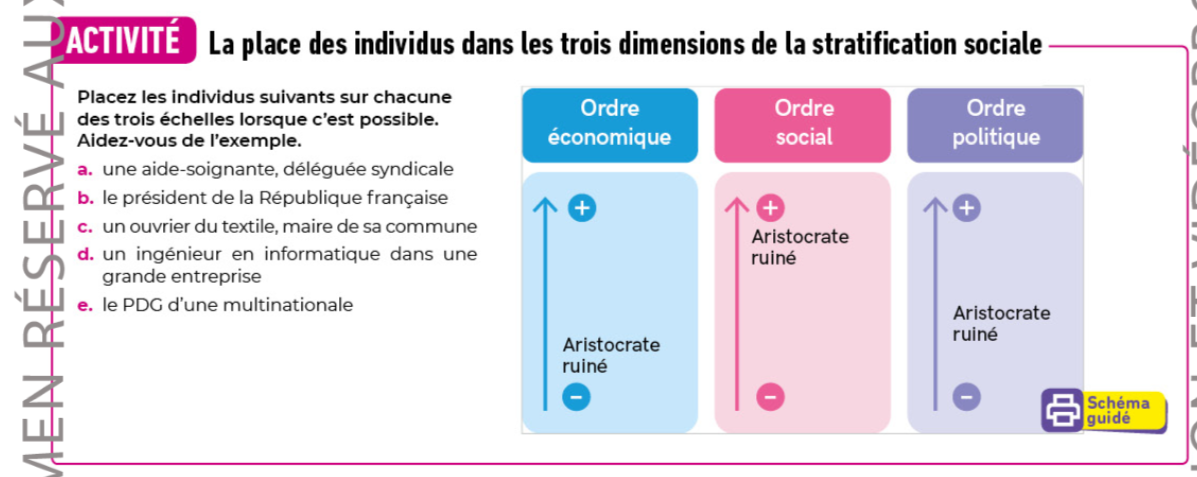 ACTIVITÉ La place des individus dans les trois dimensions de la stratification sociale
Placez les individus suivants sur chacune
des trois échelles lorsque c'est possible.
Aidez-vous de l'exemple.
a. une aide-soignante, déléguée syndicale
b. le président de la République française
c. un ouvrier du textile, maire de sa commune
d. un ingénieur en informatique dans une
grande entreprise
e. le PDG d'une multinationale
Ordre
économique
+
Aristocrate
ruiné
−
Ordre
social
+
Aristocrate
ruiné
−
Ordre
politique
+
Aristocrate
ruiné
−
Schéma
guidé
MEN RÉSERVÉ AUX